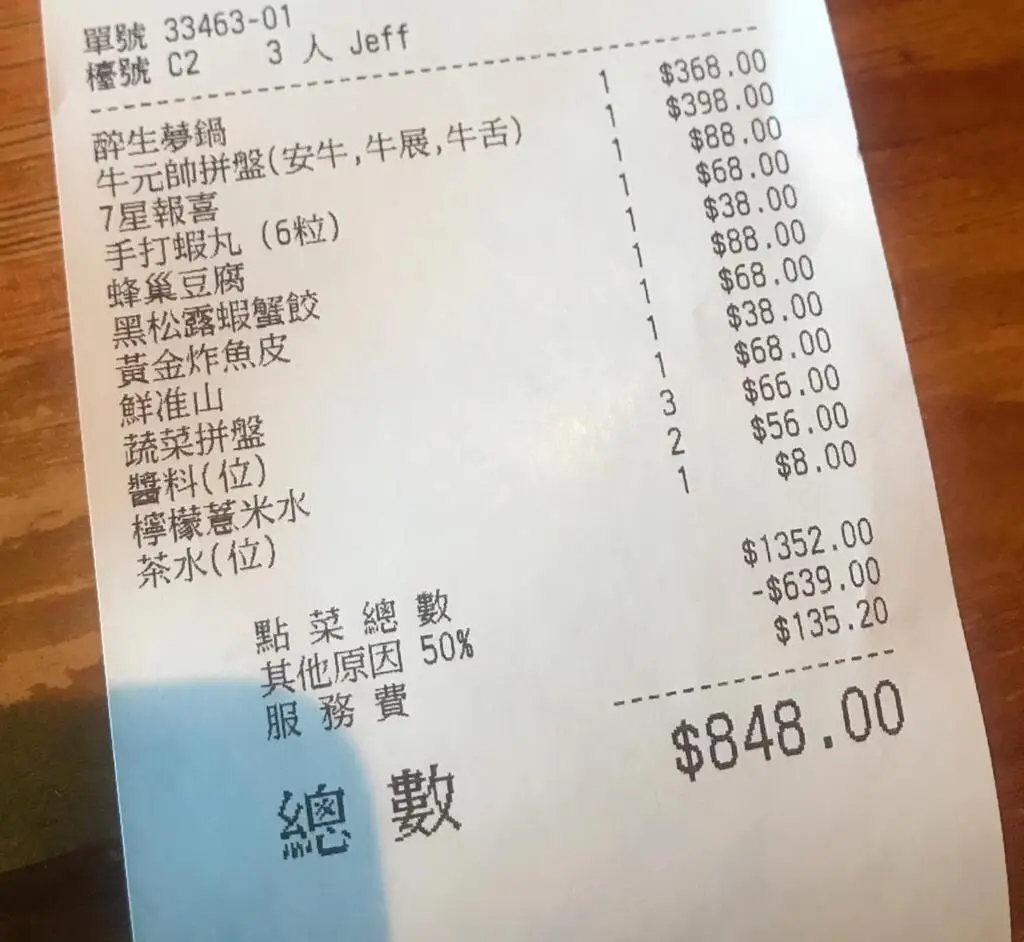 單號 33463-01
檯號 C2 3 人 Jeff
醉生夢鍋 1 $368.00
牛元帥拼盤(安牛,牛展,牛舌) 1 $398.00
7星報喜 1 $88.00
手打蝦丸 (6粒) 1 $68.00
蜂巢豆腐 1 $38.00
黑松露蝦蟹餃 1 $88.00
黃金炸魚皮 1 $68.00
鮮准山 1 $38.00
蔬菜拼盤 1 $68.00
醬料(位) 3 $66.00
檸檬薏米水 2 $56.00
茶水(位) 1 $8.00
點菜總數 $1352.00
其他原因 50% -$639.00
服務費 $135.20
總數 $848.00